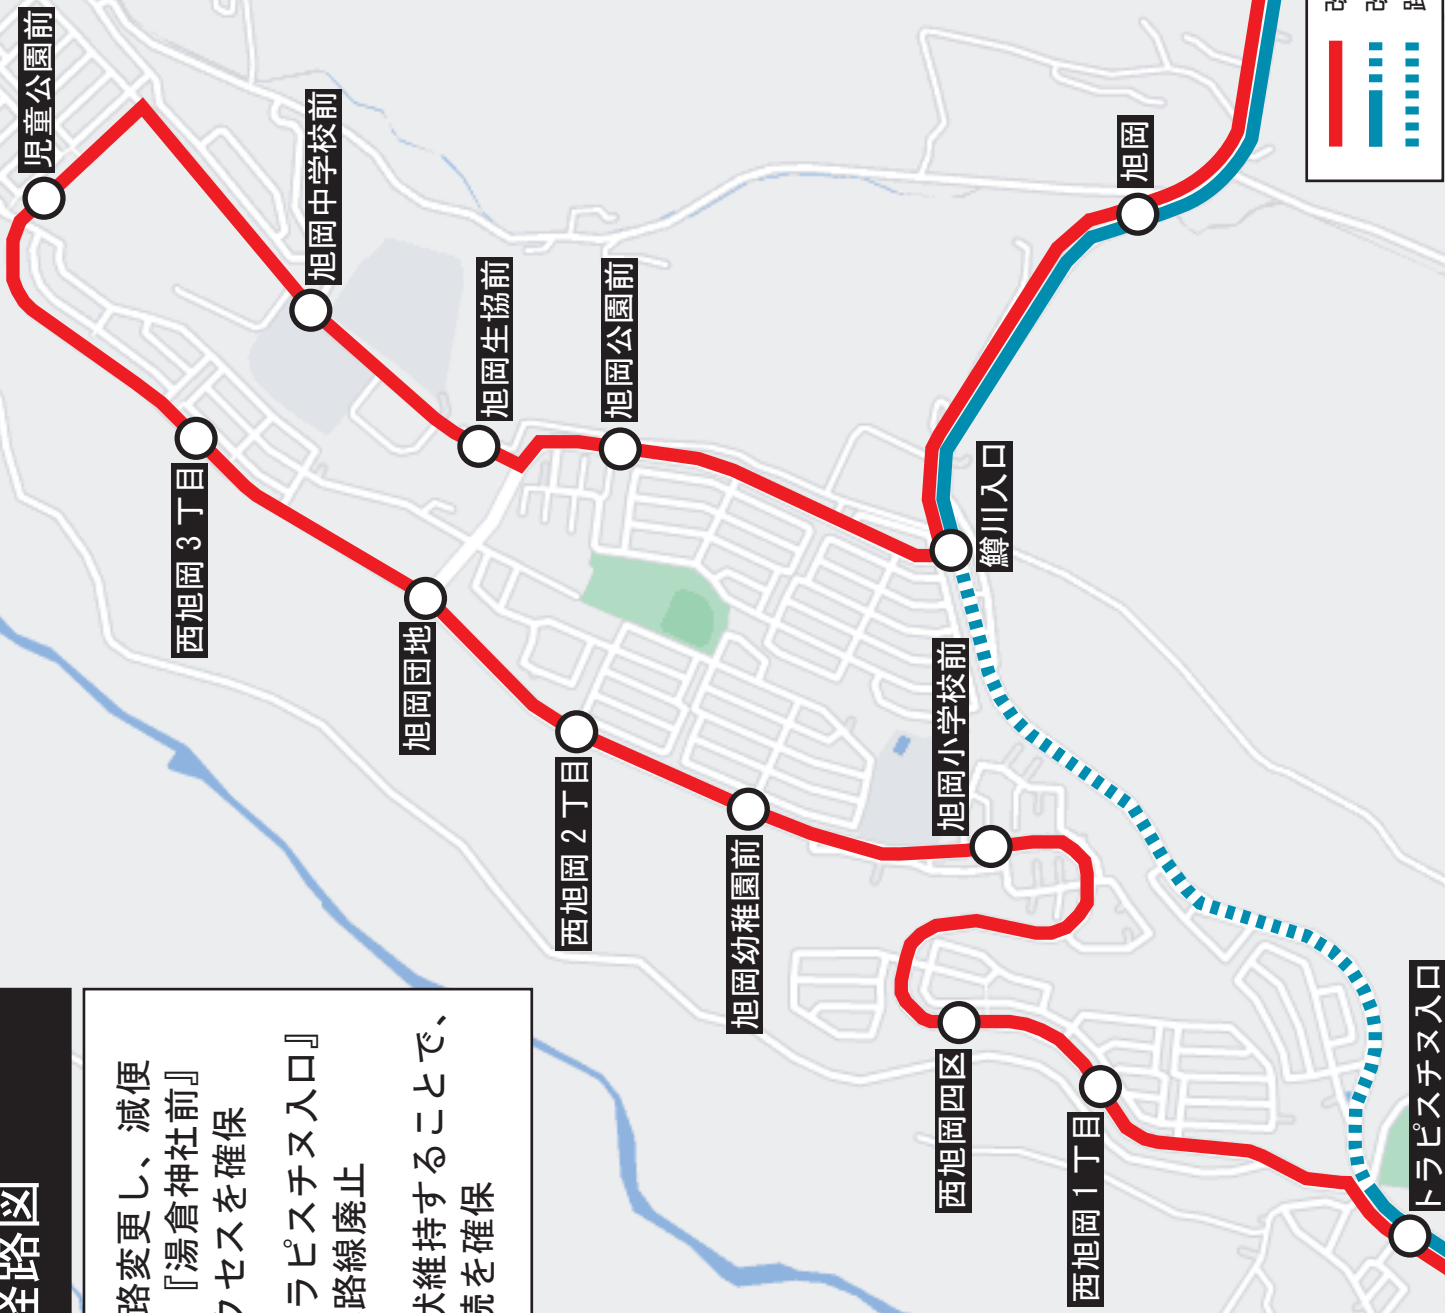 経路図
路変更し、減便
『湯倉神社前』
クセスを確保
ラピスチヌ入口』
路線廃止
状維持することで、
続を確保
児童公園前
旭岡中学校前
旭岡生協前
旭岡公園前
旭岡
西旭岡3丁目
旭岡団地
西旭岡2丁目
旭岡幼稚園前
旭岡小学校前
鱒川入口
西旭岡四区
西旭岡1丁目
トラピスチヌ入口